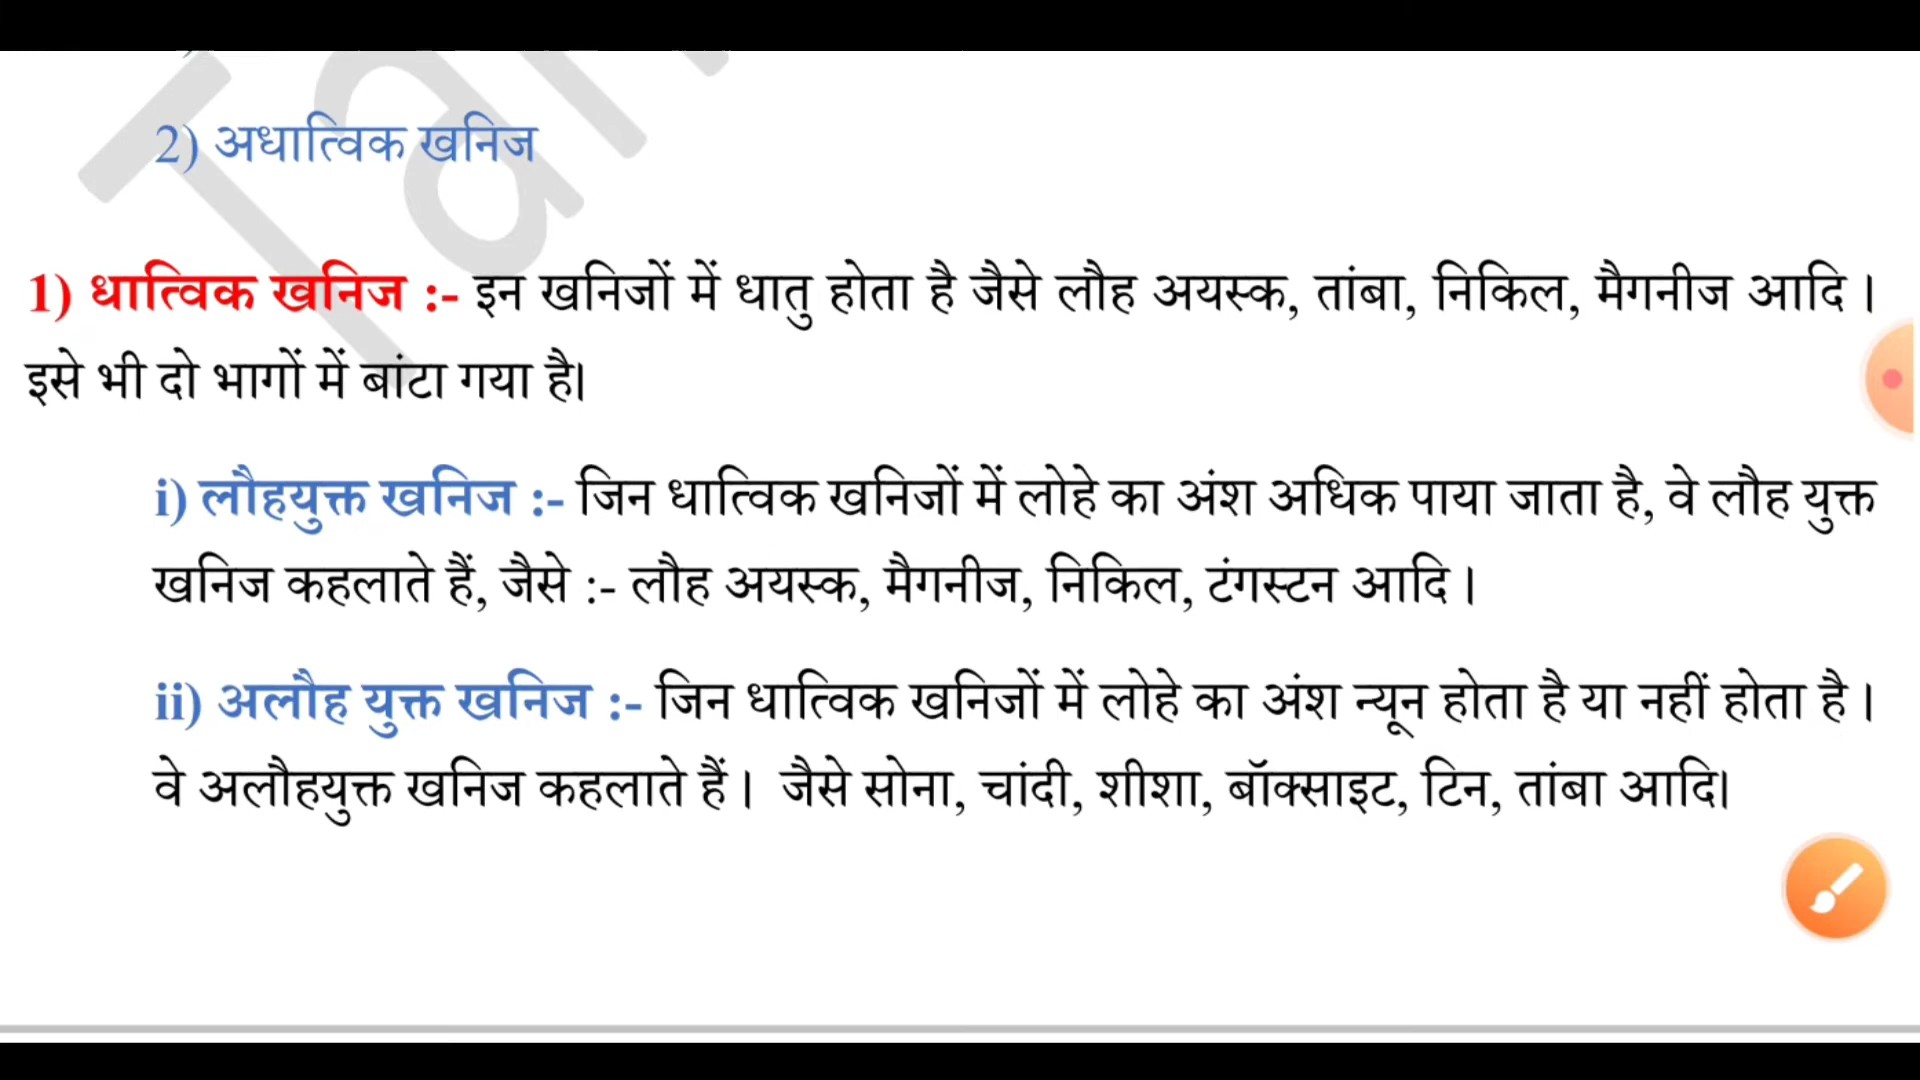 2) अधात्विक खनिज
1) धात्विक खनिज :- इन खनिजों में धातु होता है जैसे लौह अयस्क, तांबा, निकिल, मैगनीज आदि ।
इसे भी दो भागों में बांटा गया है।
i) लौहयुक्त खनिज :- जिन धात्विक खनिजों में लोहे का अंश अधिक पाया जाता है, वे लौह युक्त
खनिज कहलाते हैं, जैसे :- लौह अयस्क, मैगनीज, निकिल, टंगस्टन आदि ।
ii) अलौह युक्त खनिज :- जिन धात्विक खनिजों में लोहे का अंश न्यून होता है या नहीं होता है ।
वे अलौहयुक्त खनिज कहलाते हैं ।  जैसे सोना, चांदी, शीशा, बॉक्साइट, टिन, तांबा आदि।